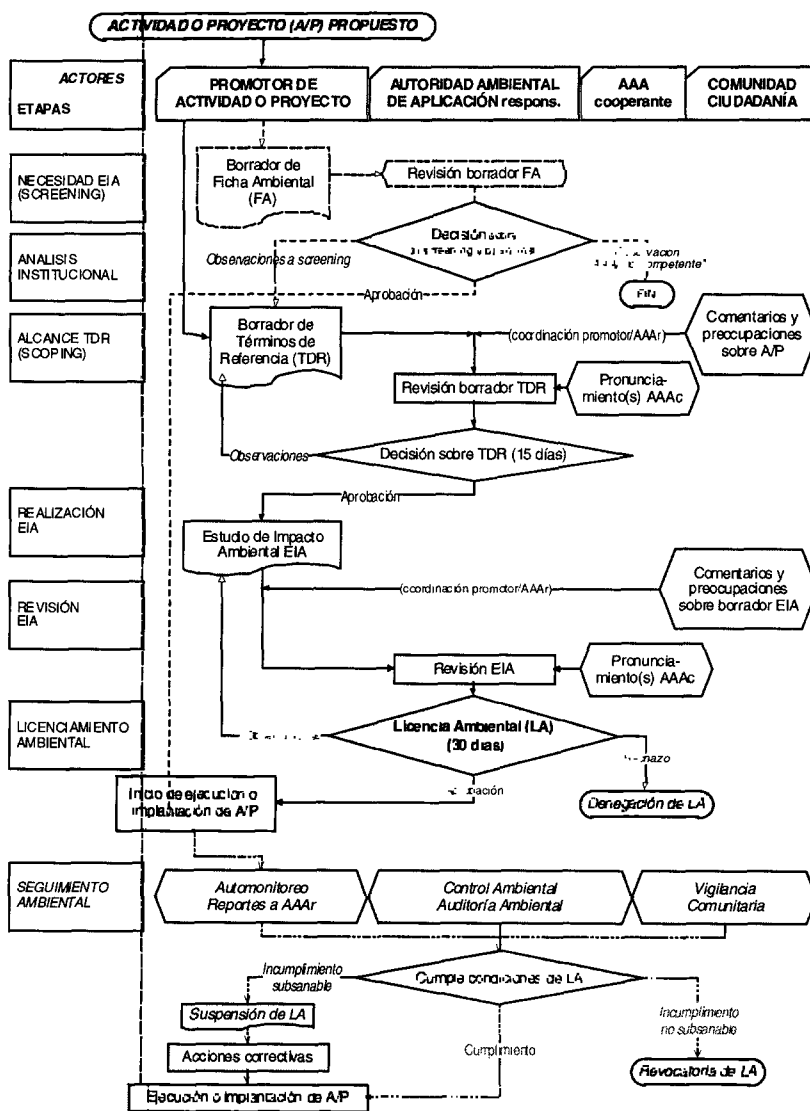 ACTIVIDAD O PROYECTO (A/P) PROPUESTO
ACTORES
ETAPAS
PROMOTOR DE
ACTIVIDAD O PROYECTO
AUTORIDAD AMBIENTAL
DE APLICACIÓN respons.
AAA
cooperante
COMUNIDAD
CIUDADANÍA
NECESIDAD EIA
(SCREENING)
Borrador de
Ficha Ambiental
(FA)
Revisión borrador FA
ANALISIS
INSTITUCIONAL
Decisión sobre
Observaciones a screening
Aprobación
FIN
ALCANCE TDR
(SCOPING)
Borrador de
Términos de
Referencia (TDR)
(coordinación promotor/AAAr)
Comentarios y
preocupaciones
sobre A/P
Revisión borrador TDR
Pronuncia-
miento(s) AAAc
Observaciones
Decisión sobre TDR (15 días)
Aprobación
REALIZACIÓN
EIA
Estudio de Impacto
Ambiental EIA
REVISIÓN
EIA
(coordinación promotor/AAAr)
Comentarios y
preocupaciones
sobre borrador EIA
Revisión EIA
Pronuncia-
miento(s) AAAc
LICENCIAMIENTO
AMBIENTAL
Licencia Ambiental (LA)
(30 días)
Inicio de ejecución o
implantación de A/P
Denegación de LA
SEGUIMIENTO
AMBIENTAL
Automonitoreo
Reportes a AAAr
Control Ambiental
Auditoría Ambiental
Vigilancia
Comunitaria
Incumplimiento
subsanable
Cumple condiciones de LA
Suspensión de LA
Incumplimiento
no subsanable
Acciones correctivas
Cumplimiento
Revocatoria de LA
Ejecución o implantación de A/P